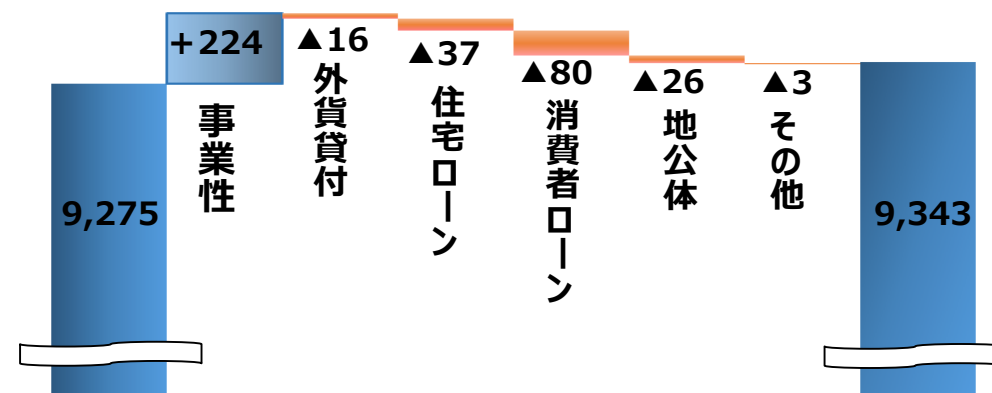 9,275
＋224
事業性
▲16
外貨貸付
▲37
住宅ローン
▲80
消費者ローン
▲26
地公体
▲3
その他
9,343